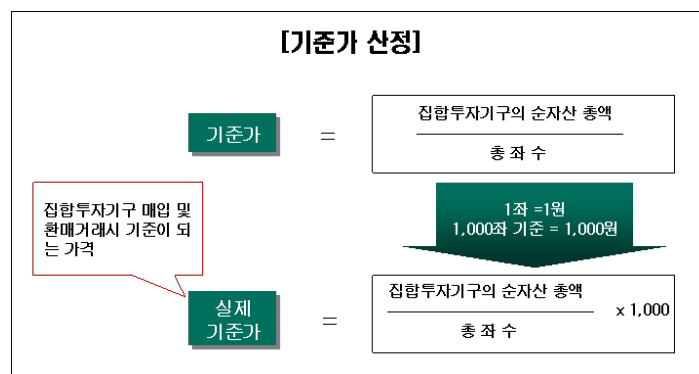 [기준가 산정]
기준가
=
집합투자기구의 순자산 총액
총 좌 수
집합투자기구 매입 및
환매거래시 기준이 되
는 가격
1좌 =1원
1,000좌 기준 = 1,000원
실제
기준가
=
집합투자기구의 순자산 총액
총 좌 수
x 1,000